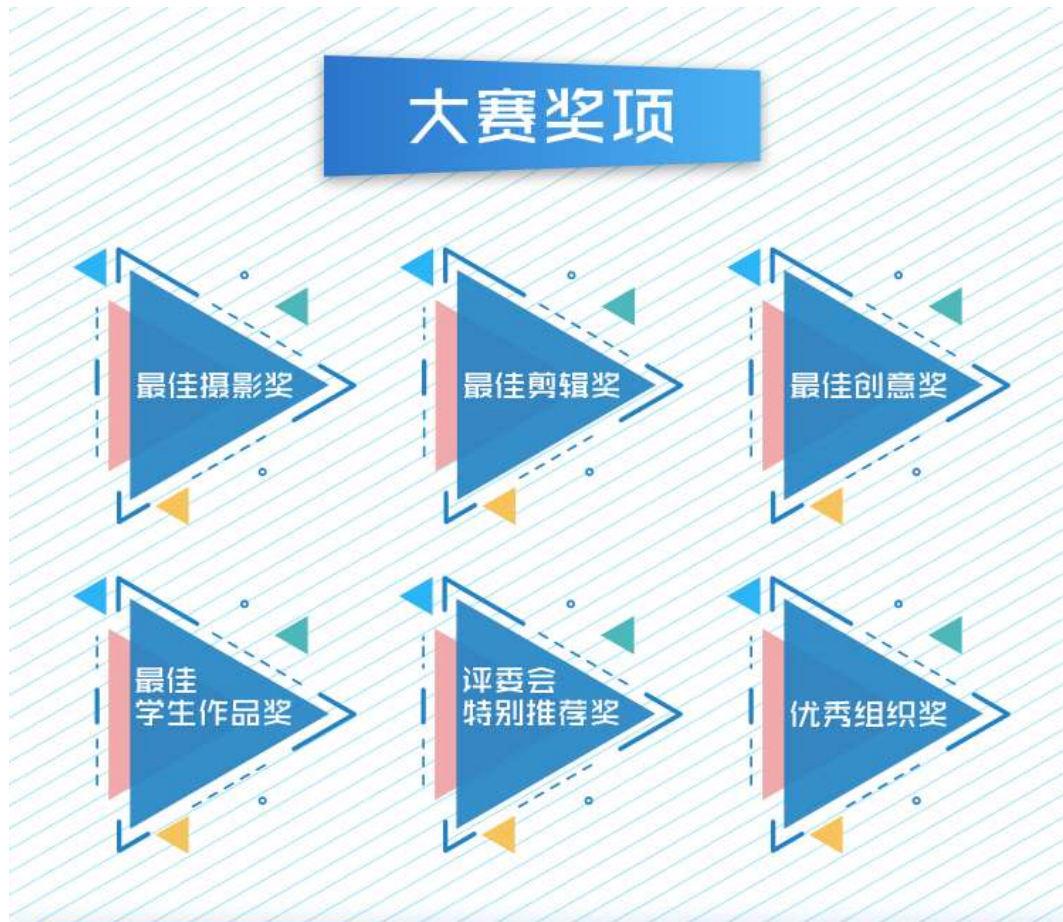 大赛奖项
最佳摄影奖
最佳剪辑奖
最佳创意奖
最佳
学生作品奖
评委会
特别推荐奖
优秀组织奖